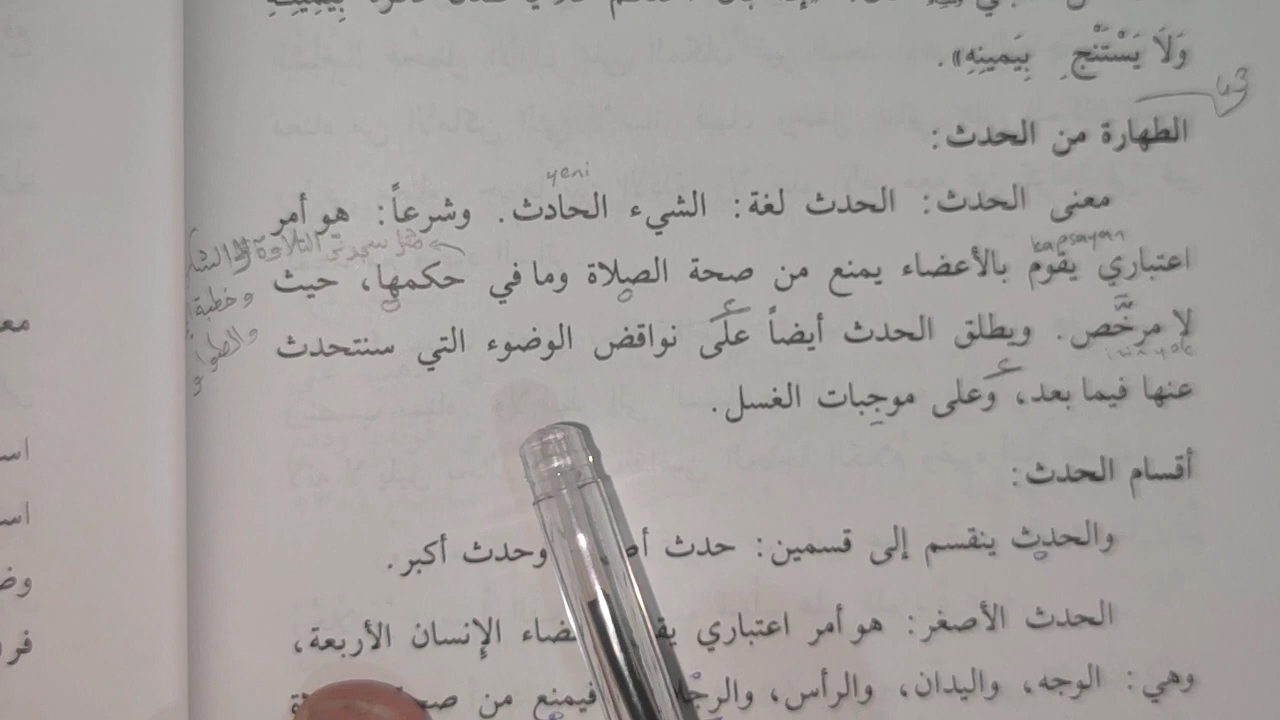 وَلَا يَسْتَنْجِ بِيَمِينِهِ».
الطهارة من الحدث:
yeni
معنى الحدث: الحدث لغة: الشيء الحادث. وشرعاً: هو أمر
kapsayan
اعتباري يقوم بالأعضاء يمنع من صحة الصلاة وما في حكمها، حيث
لا مرخَّص. ويطلق الحدث أيضاً على نواقض الوضوء التي سنتحدث
عنها فيما بعد، وعلى موجبات الغسل.
أقسام الحدث:
والحدث ينقسم إلى قسمين: حدث وحدث أكبر.
الحدث الأصغر: هو أمر اعتباري الإنسان الأربعة،
وهي: الوجه، واليدان، والرأس، فيمنع من